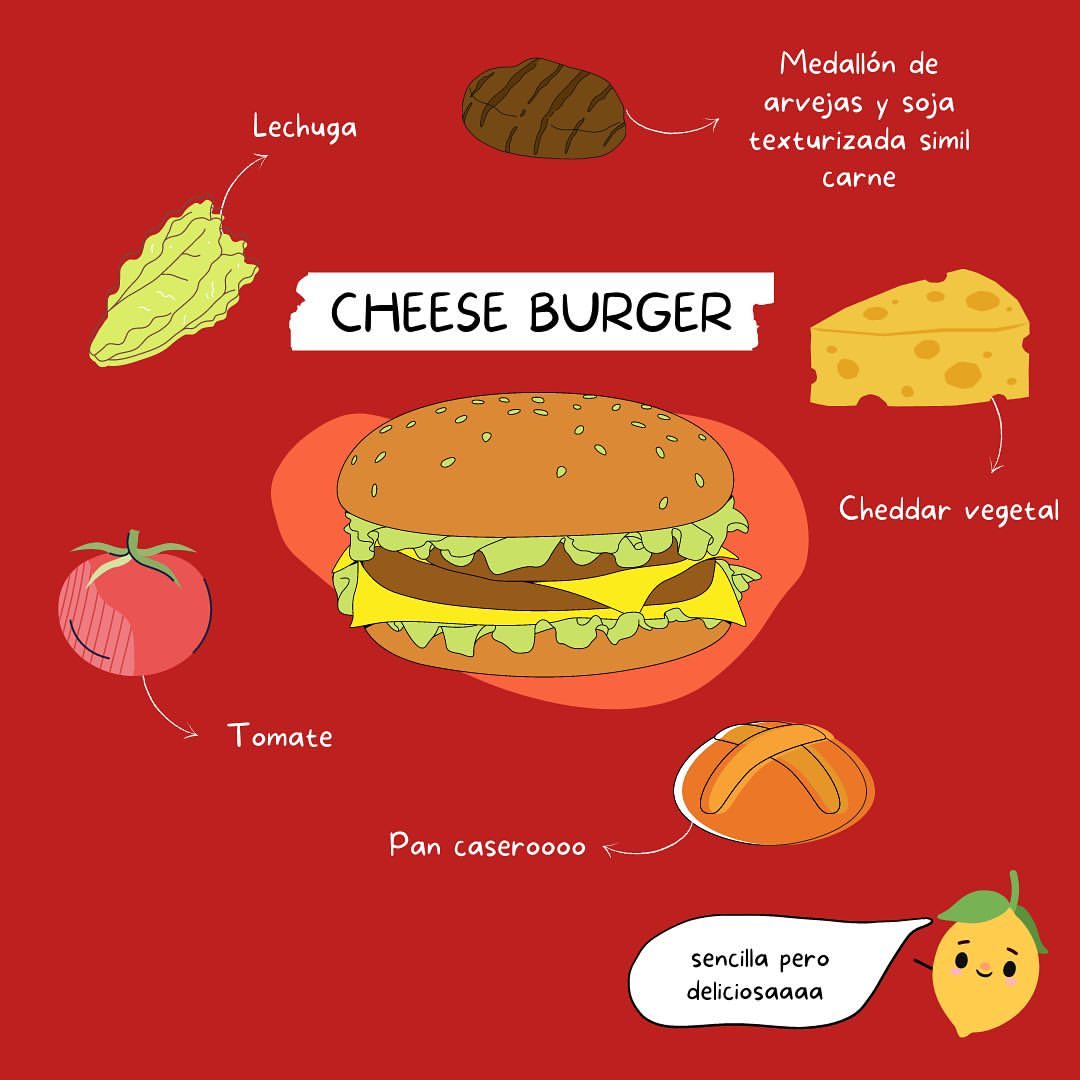 Medallón de
arvejas y soja
texturizada simil
carne
Lechuga
CHEESE BURGER
Cheddar vegetal
Tomate
Pan caseroooo
sencilla pero
deliciosaaaa